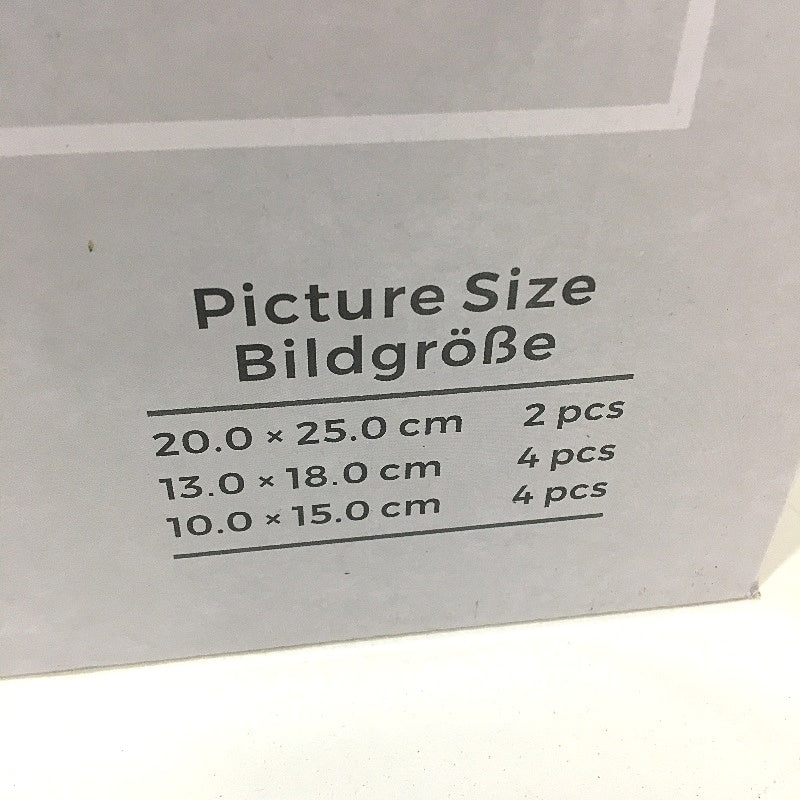 Picture Size
Bildgröße
20.0 × 25.0 cm 2 pcs
13.0 × 18.0 cm 4 pcs
10.0 × 15.0 cm 4 pcs